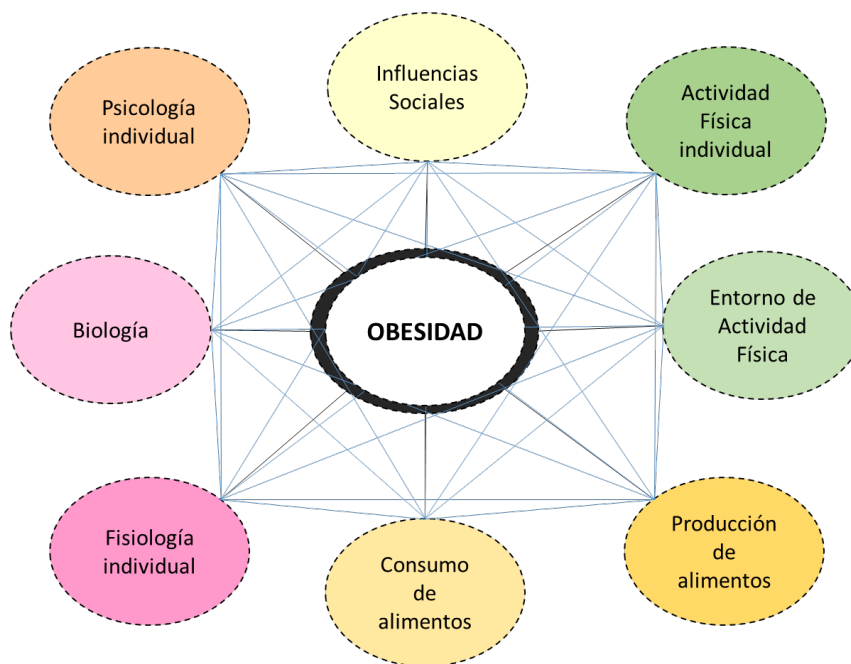 Psicología
individual
Influencias
Sociales
Actividad
Física
individual
Biología
OBESIDAD
Entorno de
Actividad
Física
Fisiología
individual
Consumo
de
alimentos
Producción
de
alimentos